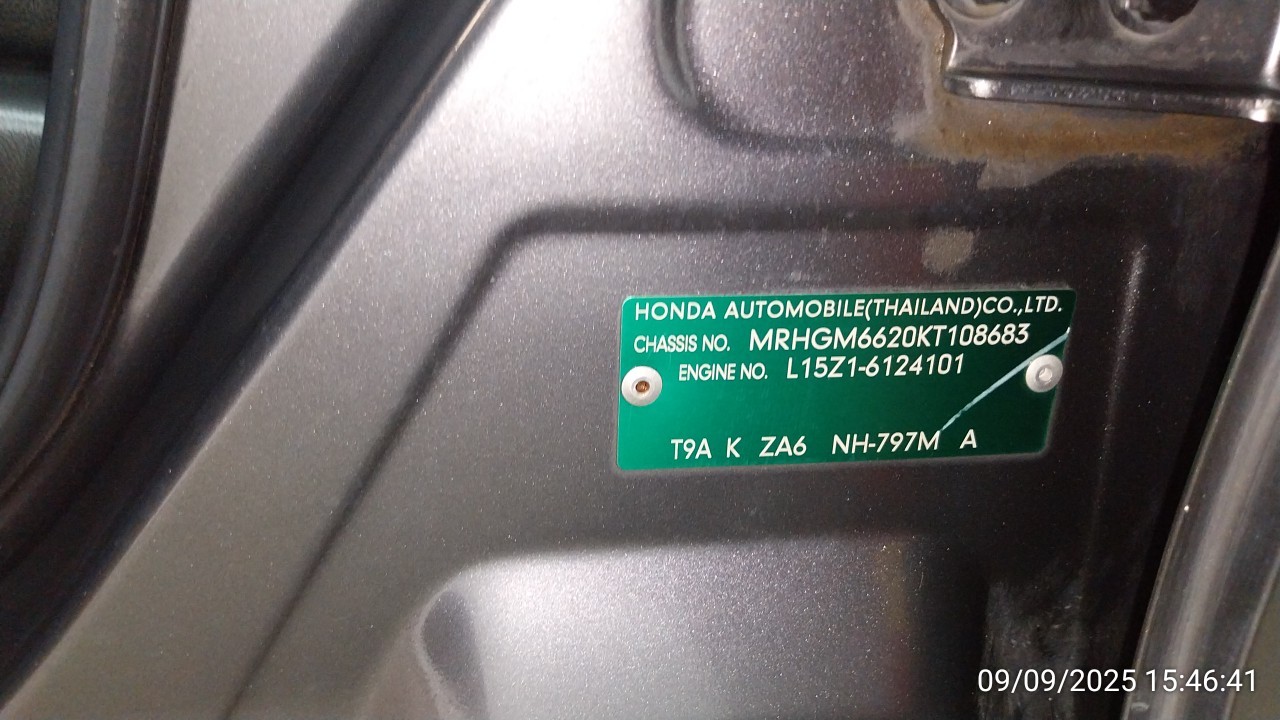 HONDA AUTOMOBILE(THAILAND)CO.,LTD.
CHASSIS NO. MRHGM6620KT108683
ENGINE NO. L15Z1-6124101
T9A K ZA6 NH-797M A
09/09/2025 15:46:41